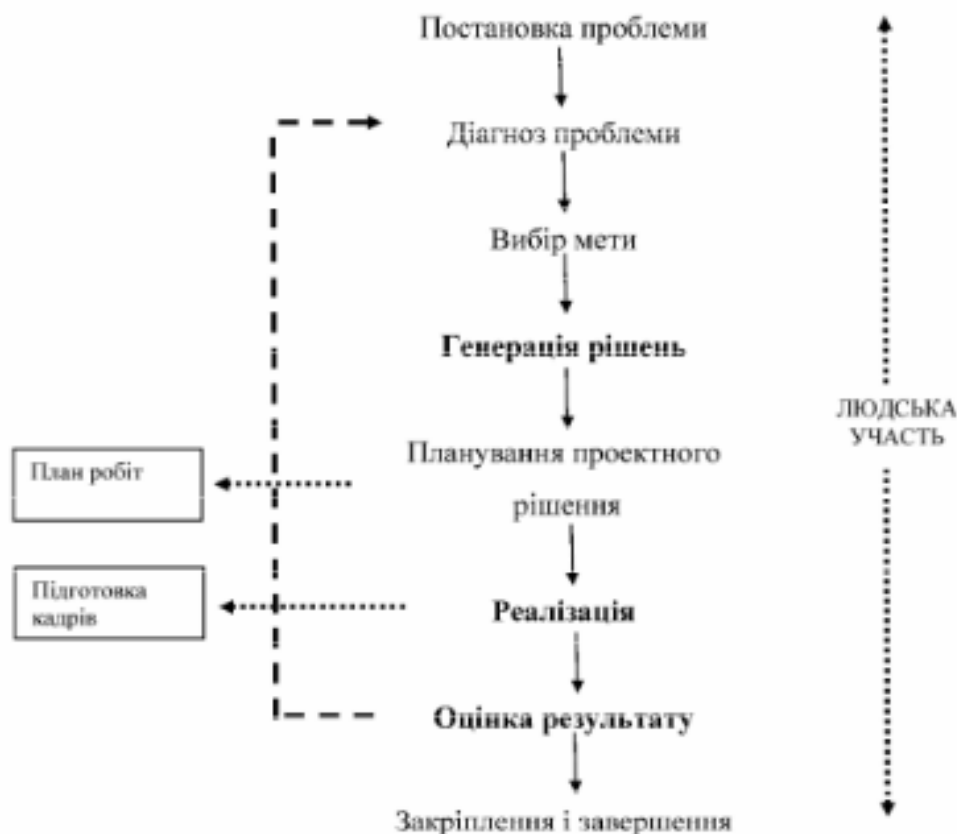 Постановка проблеми
Діагноз проблеми
Вибір мети
Генерація рішень
ЛЮДСЬКА
УЧАСТЬ
Планування проектного
рішення
План робіт
Реалізація
Підготовка
кадрів
Оцінка результату
Закріплення і завершення